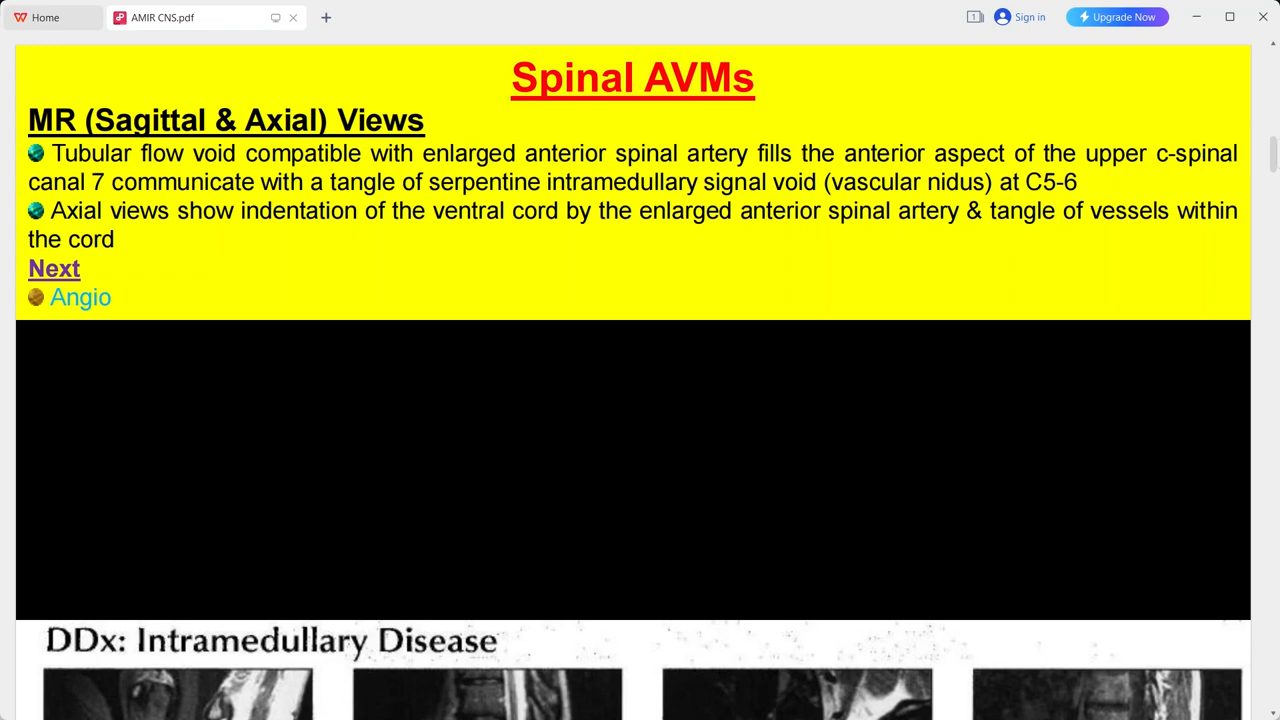 Home
AMIR CNS.pdf
1
Sign in
Upgrade Now
Spinal AVMs
MR (Sagittal & Axial) Views
Tubular flow void compatible with enlarged anterior spinal artery fills the anterior aspect of the upper c-spinal
canal 7 communicate with a tangle of serpentine intramedullary signal void (vascular nidus) at C5-6
Axial views show indentation of the ventral cord by the enlarged anterior spinal artery & tangle of vessels within
the cord
Next
Angio
DDx: Intramedullary Disease